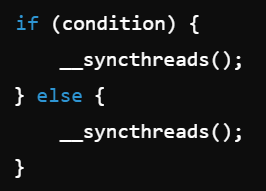 if (condition) {
    __syncthreads();
} else {
    __syncthreads();
}